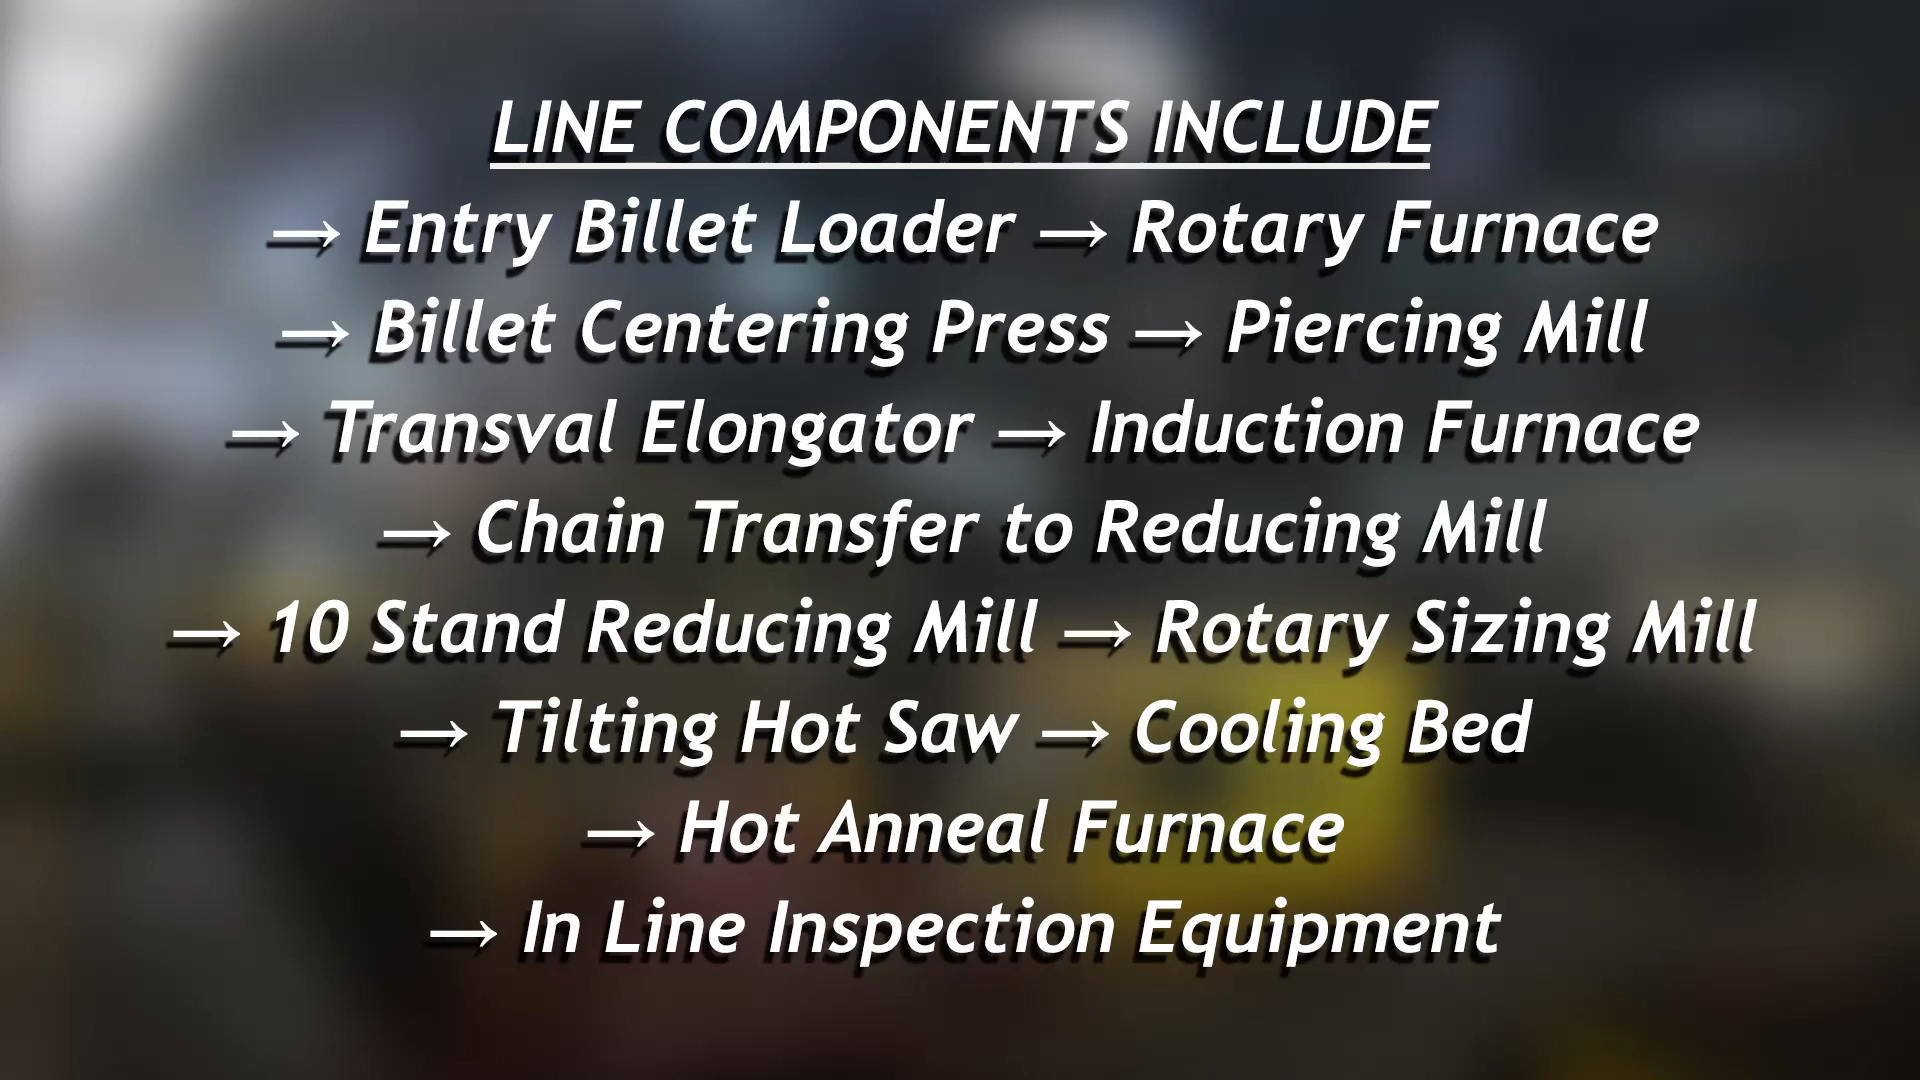 LINE COMPONENTS INCLUDE
→ Entry Billet Loader → Rotary Furnace
→ Billet Centering Press → Piercing Mill
→ Transval Elongator → Induction Furnace
→ Chain Transfer to Reducing Mill
→ 10 Stand Reducing Mill → Rotary Sizing Mill
→ Tilting Hot Saw → Cooling Bed
→ Hot Anneal Furnace
→ In Line Inspection Equipment